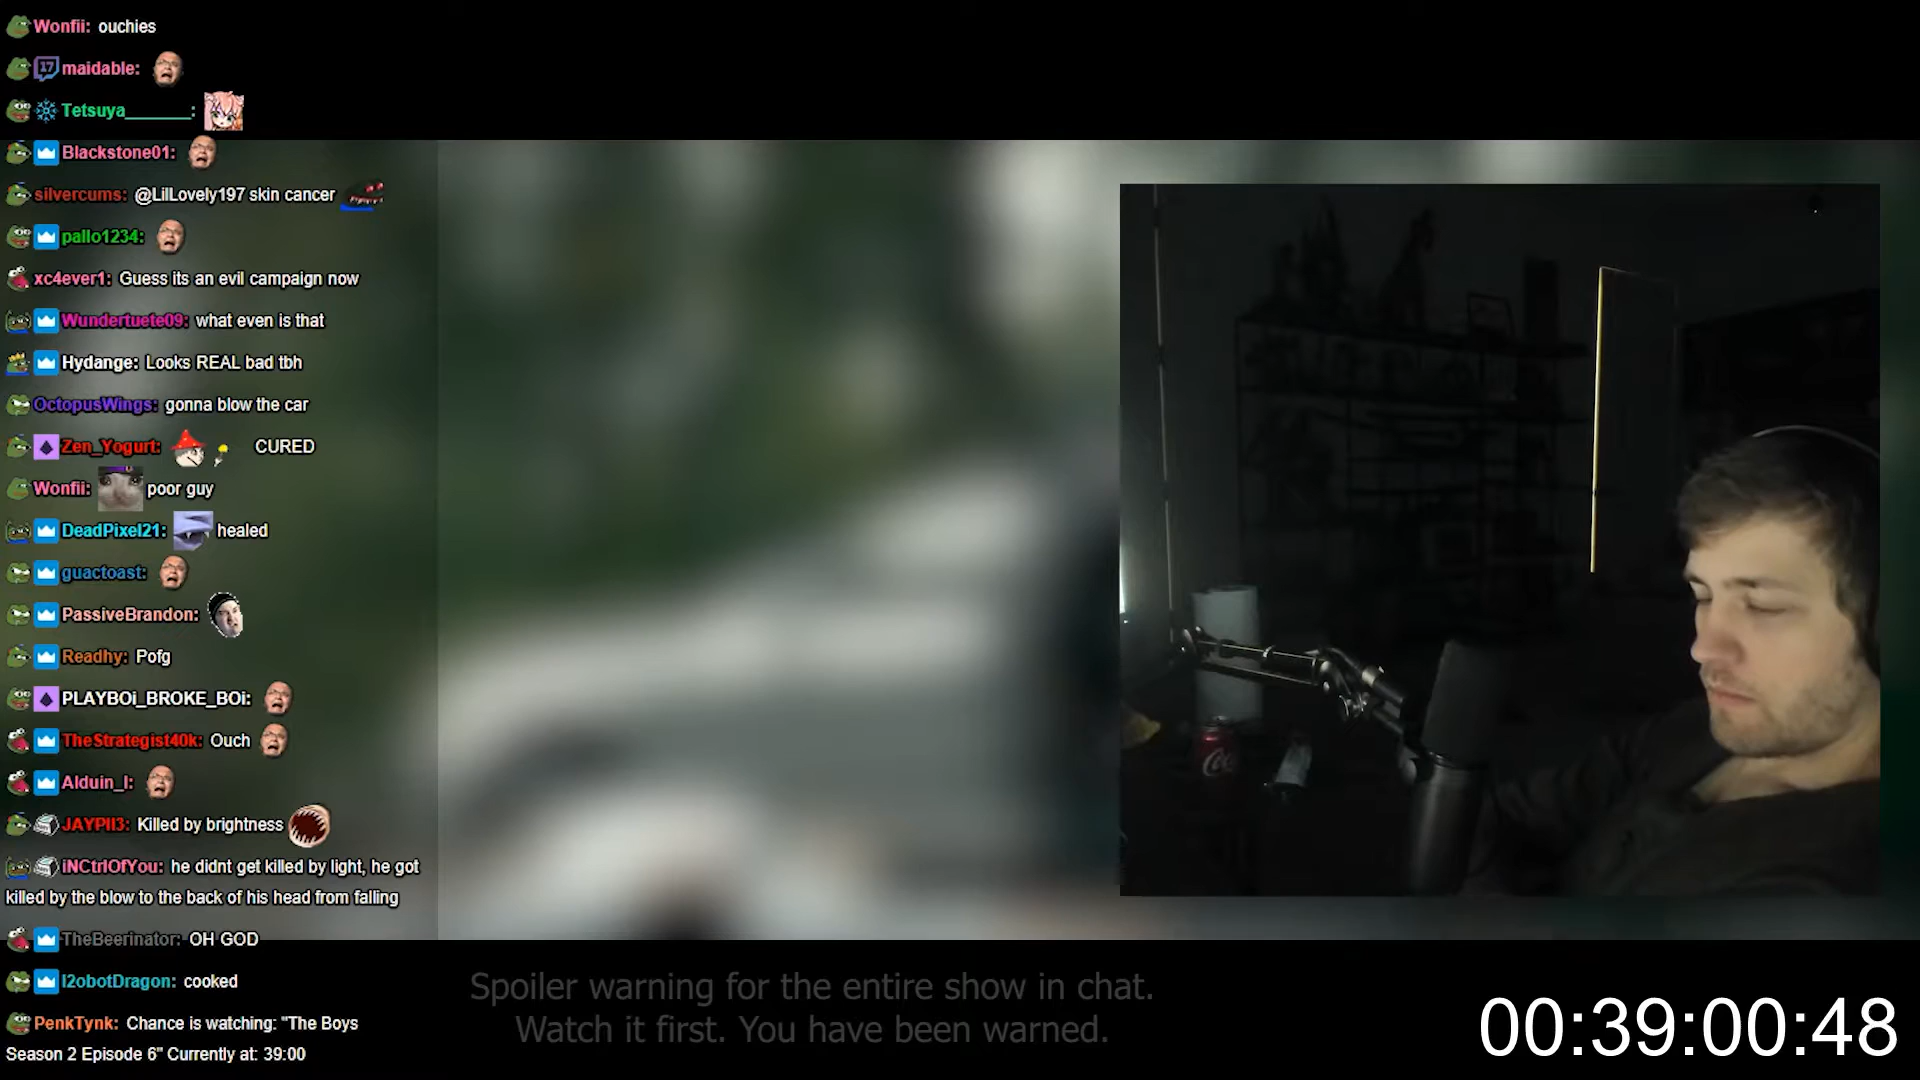 Wonfii: ouchies
17 maidable:
Tetsuya_______:
Blackstone01:
silvercums: @LilLovely197 skin cancer
pallo1234:
xc4ever1: Guess its an evil campaign now
Wundertuete09: what even is that
Hydange: Looks REAL bad tbh
OctopusWings: gonna blow the car
Zen_Yogurt: CURED
Wonfii: poor guy
DeadPixel21: healed
guactoast:
PassiveBrandon:
Readhy: Pofg
PLAYBOi_BROKE_BOi:
TheStrategist40k: Ouch
Alduin_I:
JAYPII3: Killed by brightness
iNCtrlOfYou: he didnt get killed by light, he got
killed by the blow to the back of his head from falling
TheBeerinator: OH GOD
I2obotDragon: cooked
PenkTynk: Chance is watching: "The Boys
Season 2 Episode 6" Currently at: 39:00
Spoiler warning for the entire show in chat.
Watch it first. You have been warned.
00:39:00:48